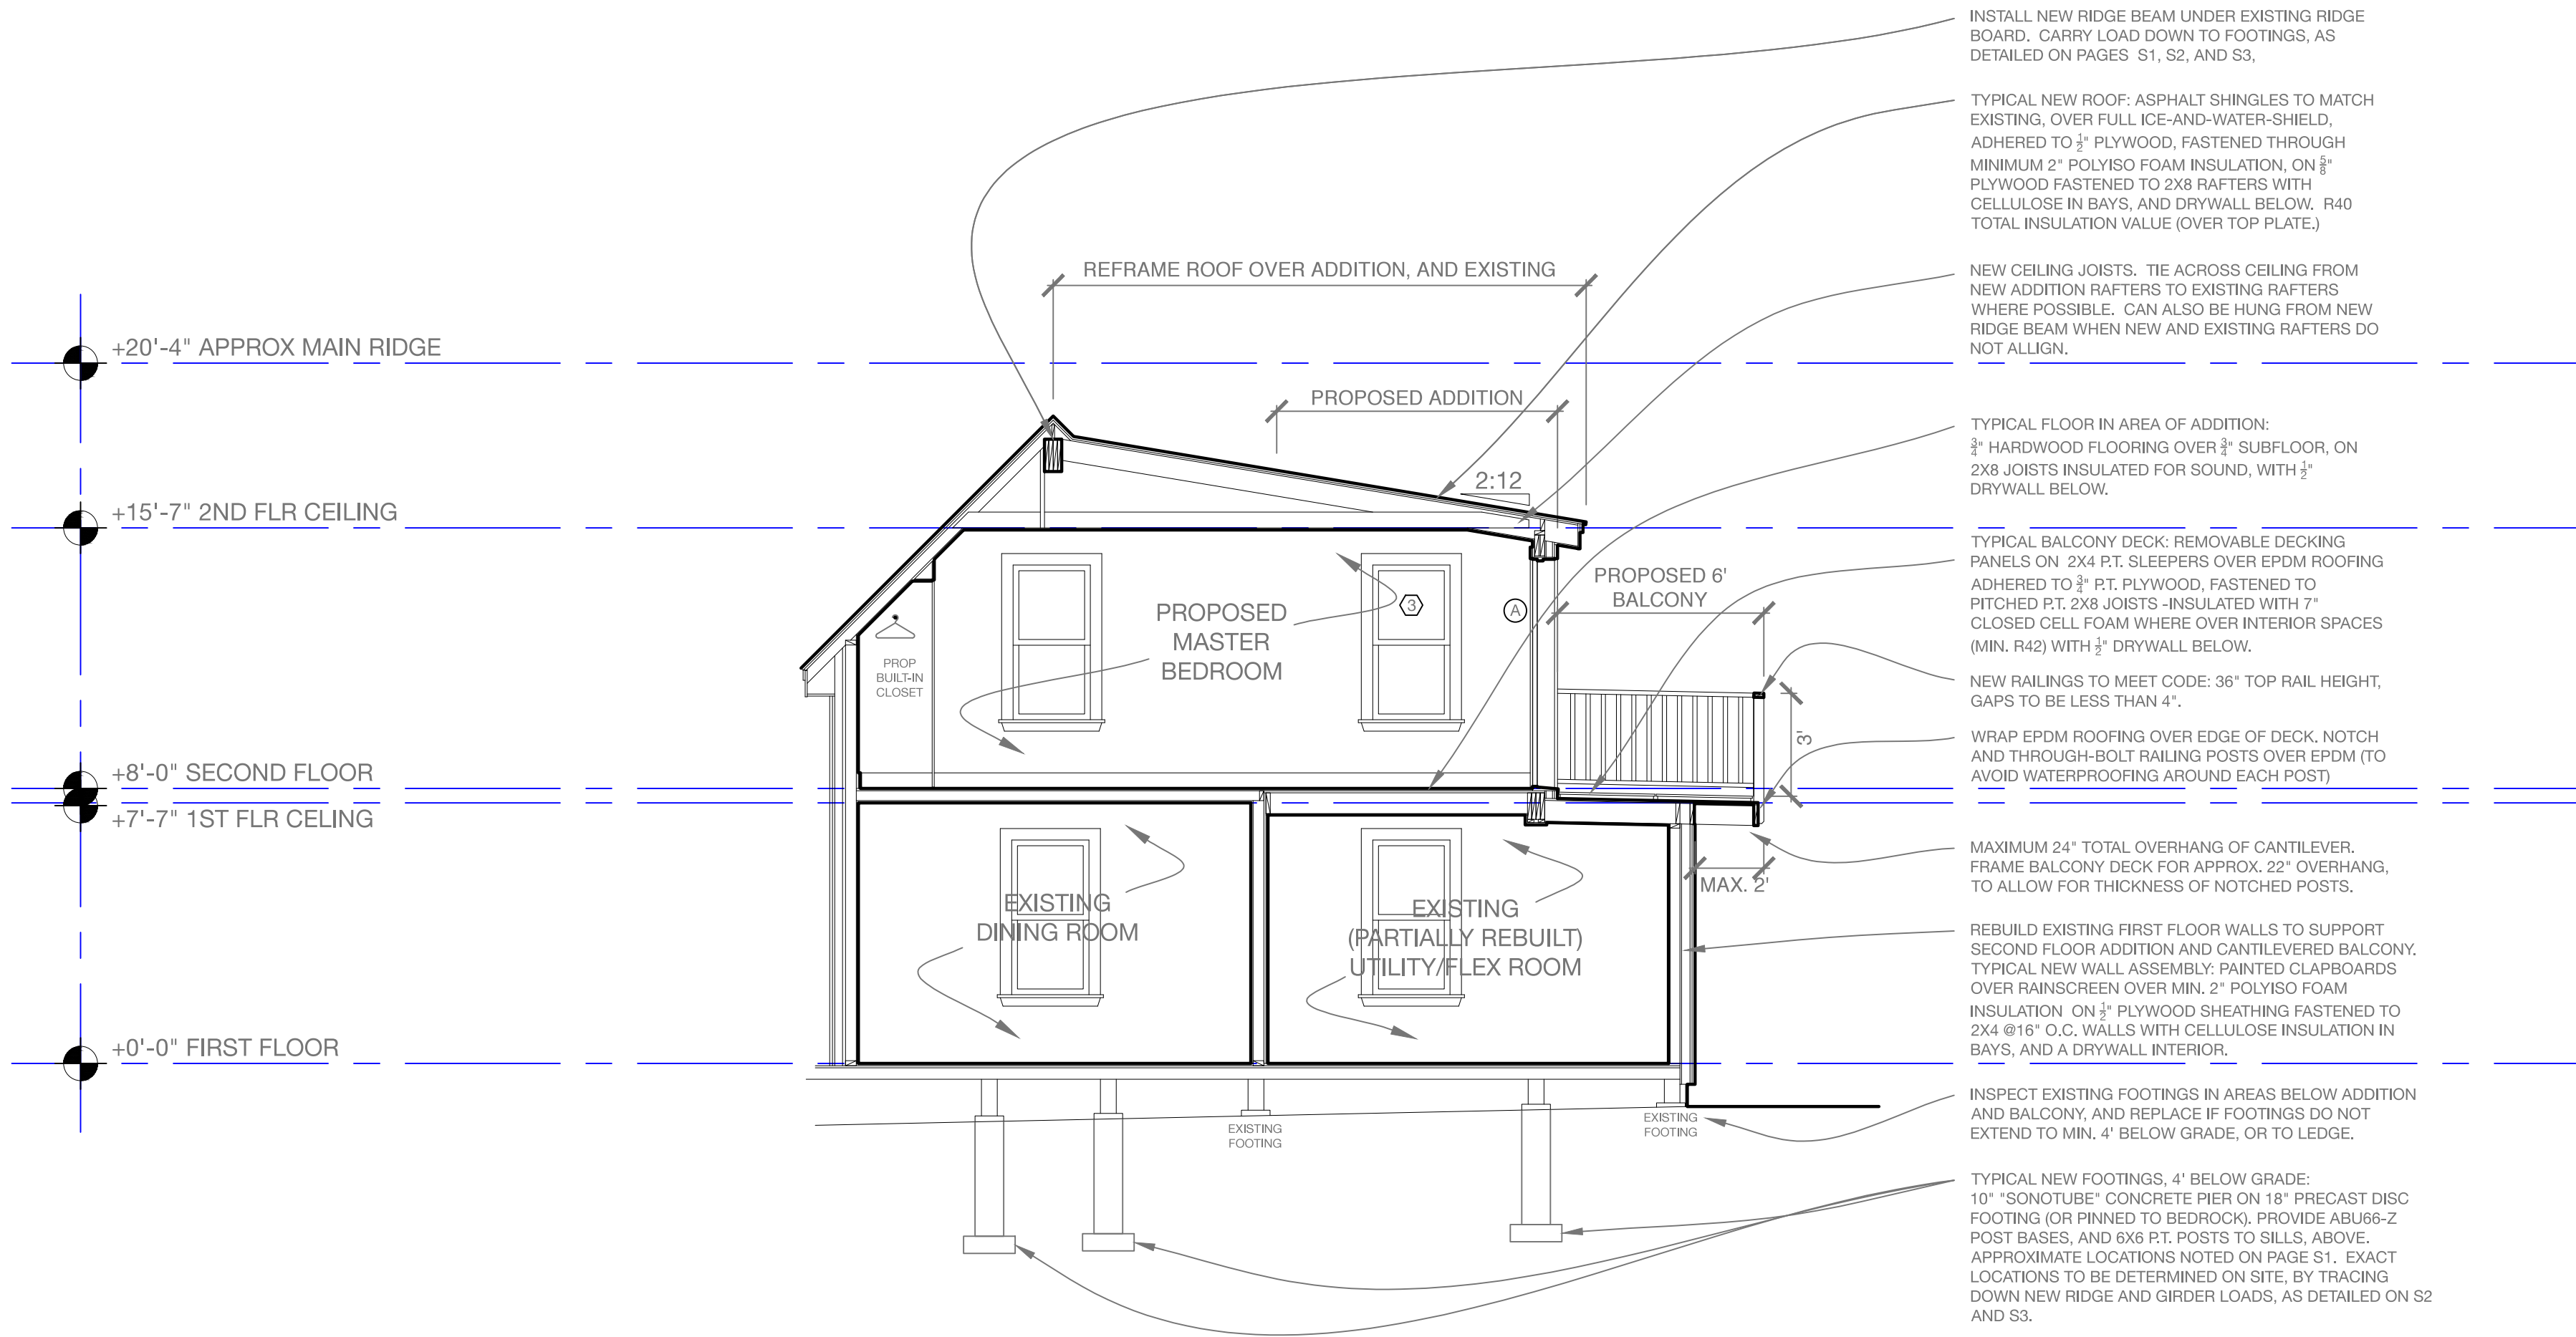 INSTALL NEW RIDGE BEAM UNDER EXISTING RIDGE
BOARD. CARRY LOAD DOWN TO FOOTINGS, AS
DETAILED ON PAGES S1, S2, AND S3,
TYPICAL NEW ROOF: ASPHALT SHINGLES TO MATCH
EXISTING, OVER FULL ICE-AND-WATER-SHIELD,
ADHERED TO 1/2" PLYWOOD, FASTENED THROUGH
MINIMUM 2" POLYISO FOAM INSULATION, ON 5/8"
PLYWOOD FASTENED TO 2X8 RAFTERS WITH
CELLULOSE IN BAYS, AND DRYWALL BELOW. R40
TOTAL INSULATION VALUE (OVER TOP PLATE.)
NEW CEILING JOISTS. TIE ACROSS CEILING FROM
NEW ADDITION RAFTERS TO EXISTING RAFTERS
WHERE POSSIBLE. CAN ALSO BE HUNG FROM NEW
RIDGE BEAM WHEN NEW AND EXISTING RAFTERS DO
NOT ALLIGN.
TYPICAL FLOOR IN AREA OF ADDITION:
3/4" HARDWOOD FLOORING OVER 3/4" SUBFLOOR, ON
2X8 JOISTS INSULATED FOR SOUND, WITH 1/2"
DRYWALL BELOW.
TYPICAL BALCONY DECK: REMOVABLE DECKING
PANELS ON 2X4 P.T. SLEEPERS OVER EPDM ROOFING
ADHERED TO 3/4" P.T. PLYWOOD, FASTENED TO
PITCHED P.T. 2X8 JOISTS -INSULATED WITH 7"
CLOSED CELL FOAM WHERE OVER INTERIOR SPACES
(MIN. R42) WITH 1/2" DRYWALL BELOW.
NEW RAILINGS TO MEET CODE: 36" TOP RAIL HEIGHT,
GAPS TO BE LESS THAN 4".
WRAP EPDM ROOFING OVER EDGE OF DECK. NOTCH
AND THROUGH-BOLT RAILING POSTS OVER EPDM (TO
AVOID WATERPROOFING AROUND EACH POST)
MAXIMUM 24" TOTAL OVERHANG OF CANTILEVER.
FRAME BALCONY DECK FOR APPROX. 22" OVERHANG,
TO ALLOW FOR THICKNESS OF NOTCHED POSTS.
REBUILD EXISTING FIRST FLOOR WALLS TO SUPPORT
SECOND FLOOR ADDITION AND CANTILEVERED BALCONY.
TYPICAL NEW WALL ASSEMBLY: PAINTED CLAPBOARDS
OVER RAINSCREEN OVER MIN. 2" POLYISO FOAM
INSULATION ON 1/2" PLYWOOD SHEATHING FASTENED TO
2X4 @16" O.C. WALLS WITH CELLULOSE INSULATION IN
BAYS, AND A DRYWALL INTERIOR.
INSPECT EXISTING FOOTINGS IN AREAS BELOW ADDITION
AND BALCONY, AND REPLACE IF FOOTINGS DO NOT
EXTEND TO MIN. 4' BELOW GRADE, OR TO LEDGE.
TYPICAL NEW FOOTINGS, 4' BELOW GRADE:
10" "SONOTUBE" CONCRETE PIER ON 18" PRECAST DISC
FOOTING (OR PINNED TO BEDROCK). PROVIDE ABU66-Z
POST BASES, AND 6X6 P.T. POSTS TO SILLS, ABOVE.
APPROXIMATE LOCATIONS NOTED ON PAGE S1. EXACT
LOCATIONS TO BE DETERMINED ON SITE, BY TRACING
DOWN NEW RIDGE AND GIRDER LOADS, AS DETAILED ON S2
AND S3.
+20'-4" APPROX MAIN RIDGE
+15'-7" 2ND FLR CEILING
+8'-0" SECOND FLOOR
+7'-7" 1ST FLR CELING
+0'-0" FIRST FLOOR
REFRAME ROOF OVER ADDITION, AND EXISTING
PROPOSED ADDITION
2:12
PROPOSED 6'
BALCONY
3
A
PROPOSED
MASTER
BEDROOM
PROP
BUILT-IN
CLOSET
3'
MAX. 2'
EXISTING
DINING ROOM
EXISTING
(PARTIALLY REBUILT)
UTILITY/FLEX ROOM
EXISTING
FOOTING
EXISTING
FOOTING